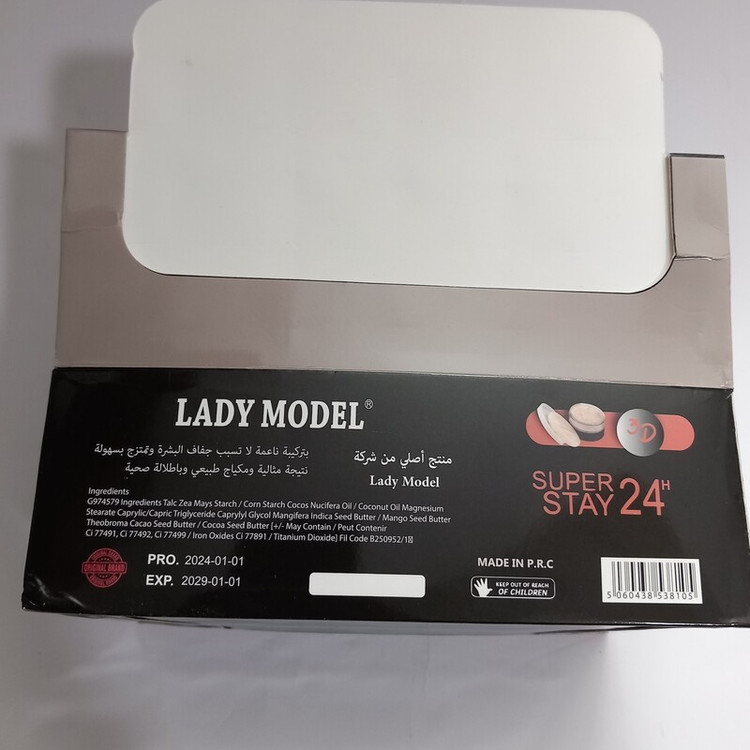 LADY MODEL®
بتركيبة ناعمة لا تسبب جفاف البشرة وتمتزج بسهولة
نتيجة مثالية ومكياج طبيعي وباطلالة صحية
منتج أصلي من شركة
Lady Model
3D
SUPER
STAY 24H
Ingredients
G974579 Ingredients Talc Zea Mays Starch / Corn Starch Cocos Nucifera Oil / Coconut Oil Magnesium
Stearate Caprylic/Capric Triglyceride Caprylyl Glycol Mangifera Indica Seed Butter / Mango Seed Butter
Theobroma Cacao Seed Butter / Cocoa Seed Butter [+/- May Contain / Peut Contenir
Ci 77491, Ci 77492, Ci 77499 / Iron Oxides Ci 77891 / Titanium Dioxide] Fil Code B250952/1
ORIGINAL BRAND
PRO. 2024-01-01
EXP. 2029-01-01
MADE IN P.R.C
KEEP OUT OF REACH
OF CHILDREN
5 060438 538105